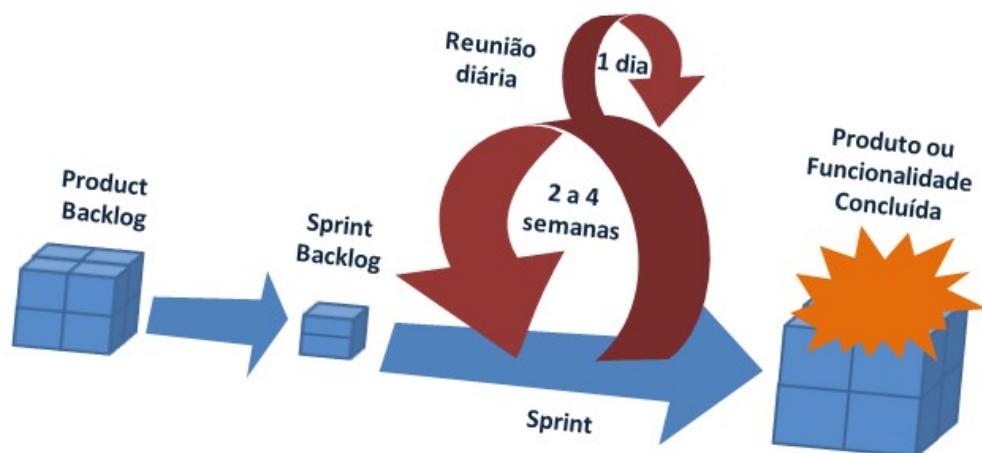 Product
Backlog
Sprint
Backlog
Reunião
diária
1 dia
2 a 4
semanas
Sprint
Produto ou
Funcionalidade
Concluída